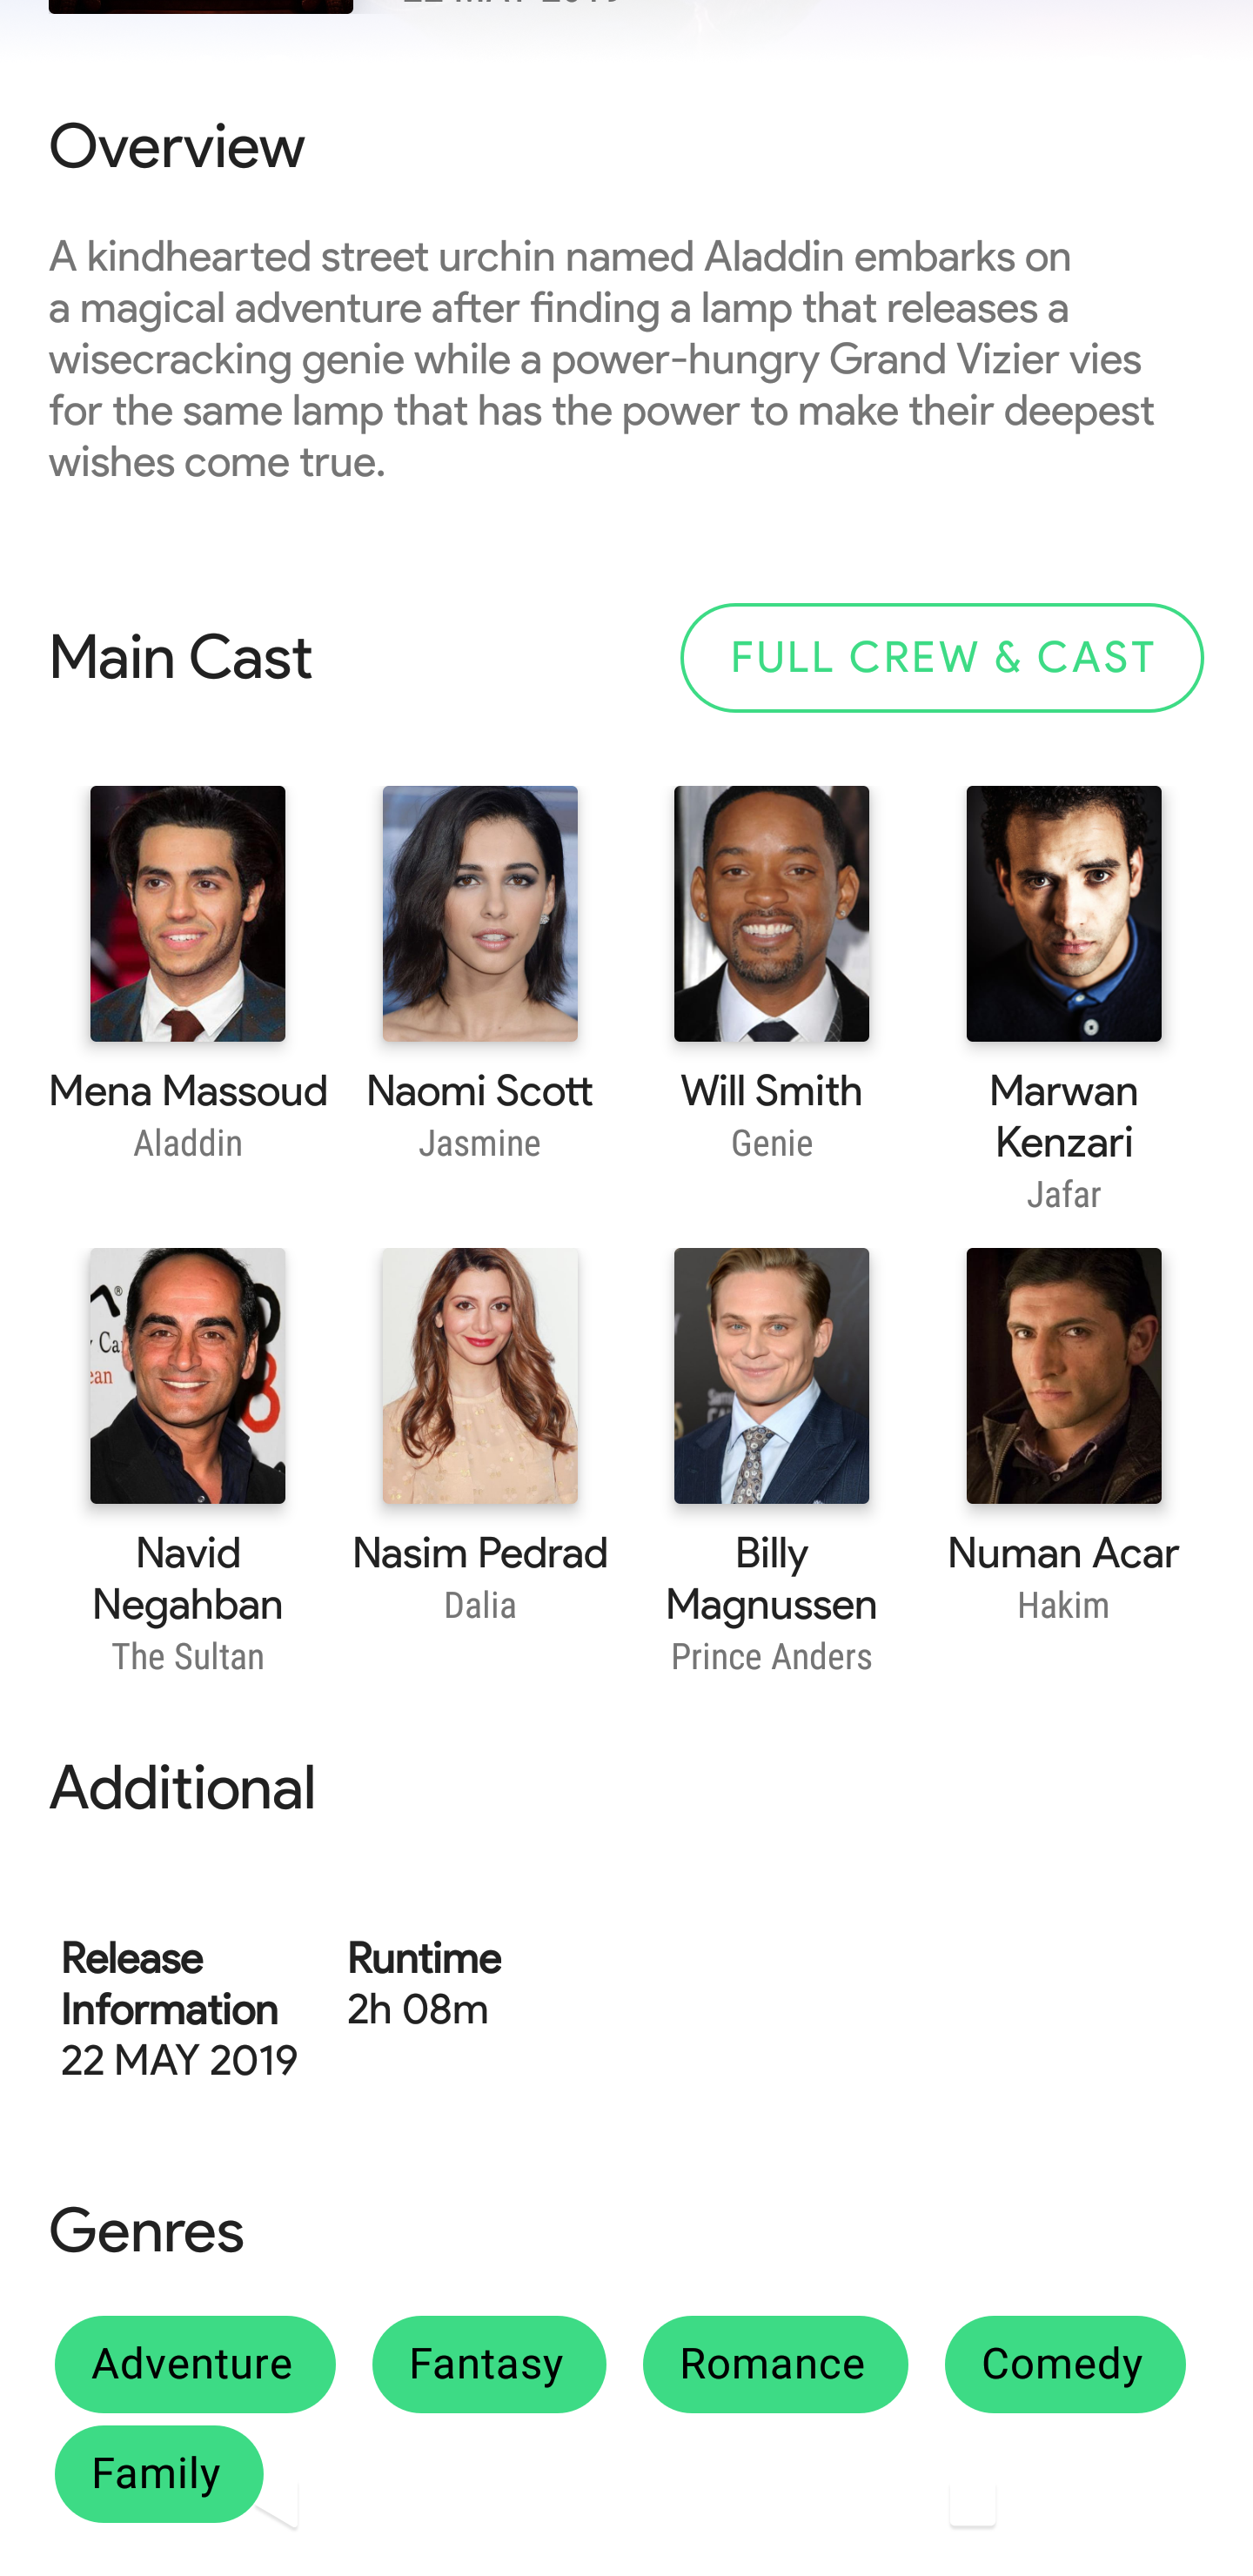 22 MAY 2019
Overview
A kindhearted street urchin named Aladdin embarks on
a magical adventure after finding a lamp that releases a
wisecracking genie while a power-hungry Grand Vizier vies
for the same lamp that has the power to make their deepest
wishes come true.
Main Cast
FULL CREW & CAST
Mena Massoud
Aladdin
Naomi Scott
Jasmine
Will Smith
Genie
Marwan
Kenzari
Jafar
Navid
Negahban
The Sultan
Nasim Pedrad
Dalia
Billy
Magnussen
Prince Anders
Numan Acar
Hakim
Additional
Release
Information
22 MAY 2019
Runtime
2h 08m
Genres
Adventure
Fantasy
Romance
Comedy
Family